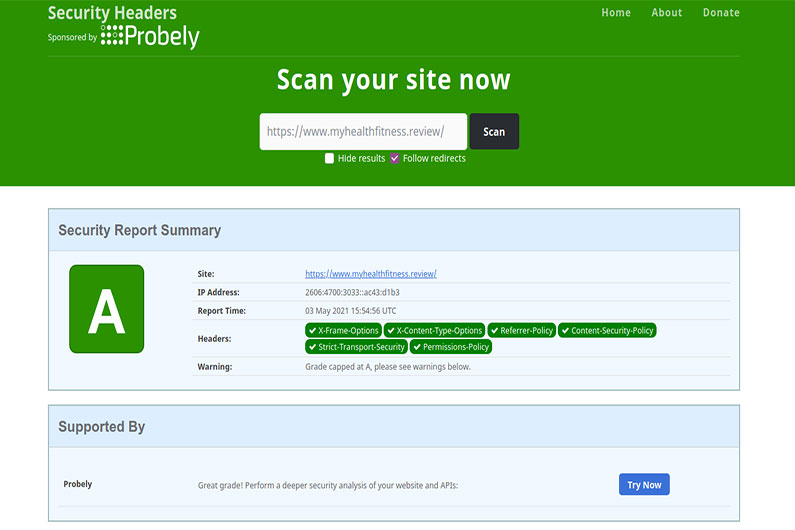 Security Headers
Sponsored by Probely
Home About Donate
Scan your site now
https://www.myhealthfitness.review/ Scan
Hide results Follow redirects
Security Report Summary
A
Site: https://www.myhealthfitness.review/
IP Address: 2606:4700:3033::ac43:d1b3
Report Time: 03 May 2021 15:54:56 UTC
Headers: X-Frame-Options X-Content-Type-Options Referrer-Policy Content-Security-Policy
Strict-Transport-Security Permissions-Policy
Warning: Grade capped at A, please see warnings below.
Supported By
Probely Great grade! Perform a deeper security analysis of your website and APIs: Try Now